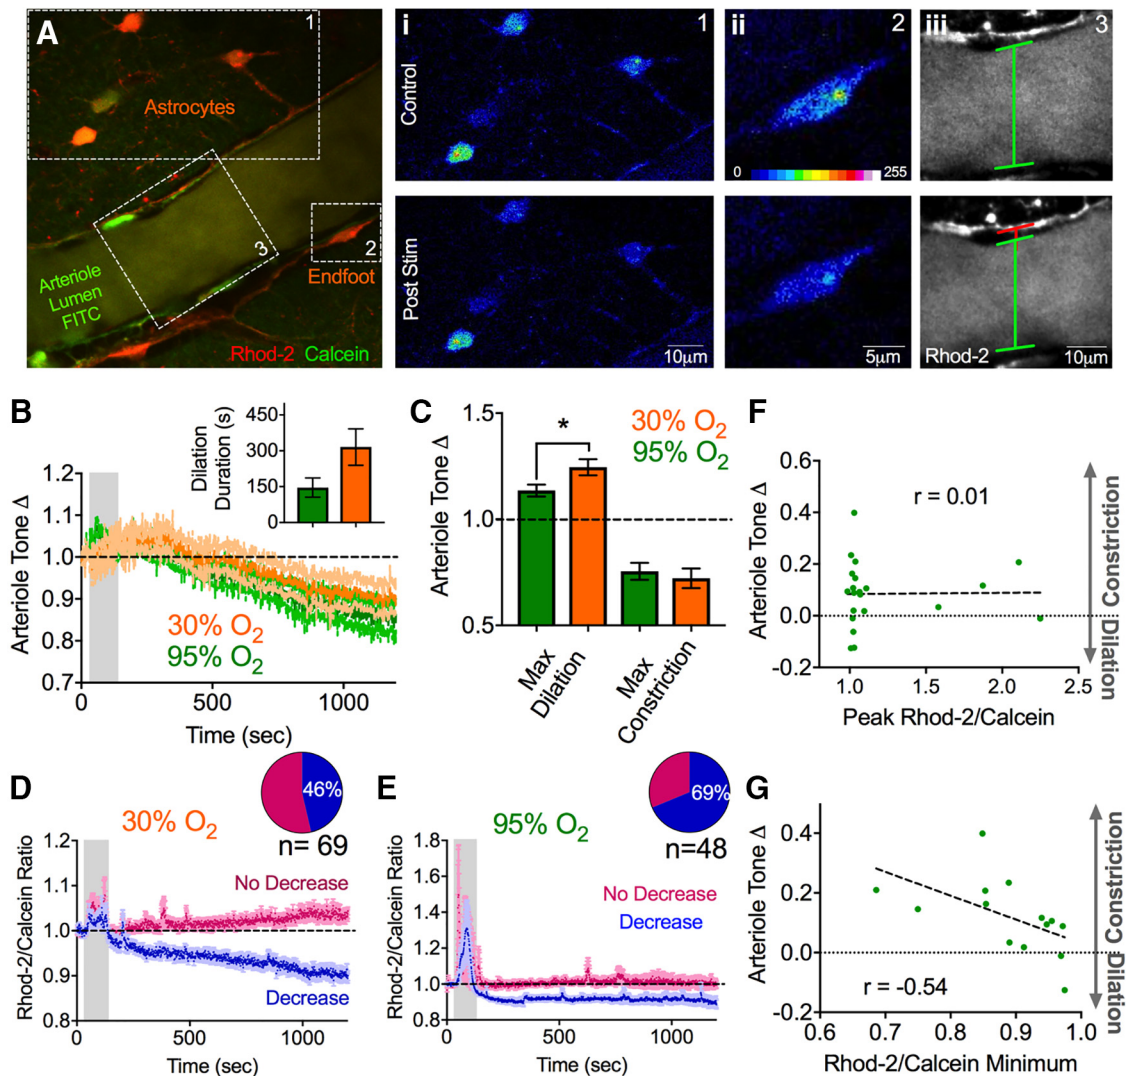 A
1
Astrocytes
3
2
Endfoot
Arteriole
Lumen
FITC
Rhod-2 Calcein
i
1
Control
Post Stim
10µm
ii
2
0
255
5µm
iii
3
Rhod-2
10µm
B
Dilation
Duration (s)
450
300
150
0
Arteriole Tone Δ
1.2
1.1
1.0
0.9
0.8
0.7
30% O2
95% O2
0
500
1000
Time (sec)
C
Arteriole Tone Δ
1.5
1.0
0.5
*
30% O2
95% O2
Max
Dilation
Max
Constriction
F
Arteriole Tone Δ
0.6
0.4
0.2
0.0
-0.2
r = 0.01
1.0
1.5
2.0
2.5
Peak Rhod-2/Calcein
Constriction
Dilation
D
30% O2
46%
n= 69
Rhod-2/Calcein Ratio
1.2
1.1
1.0
0.9
0.8
No Decrease
Decrease
0
500
1000
Time (sec)
E
95% O2
69%
n=48
Rhod-2/Calcein Ratio
1.8
1.6
1.4
1.2
1.0
0.8
No Decrease
Decrease
0
500
1000
Time (sec)
G
Arteriole Tone Δ
0.4
0.2
0.0
-0.2
r = -0.54
0.6
0.7
0.8
0.9
1.0
Rhod-2/Calcein Minimum
Constriction
Dilation